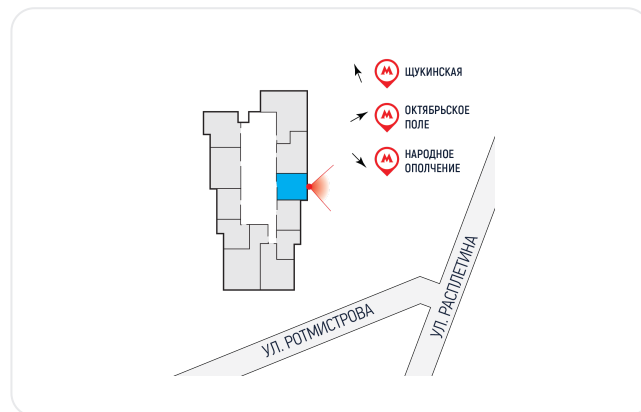 М ЩУКИНСКАЯ
М ОКТЯБРЬСКОЕ
ПОЛЕ
М НАРОДНОЕ
ОПОЛЧЕНИЕ
УЛ. РОТМИСТРОВА
УЛ. РАСПЛЕТИНА